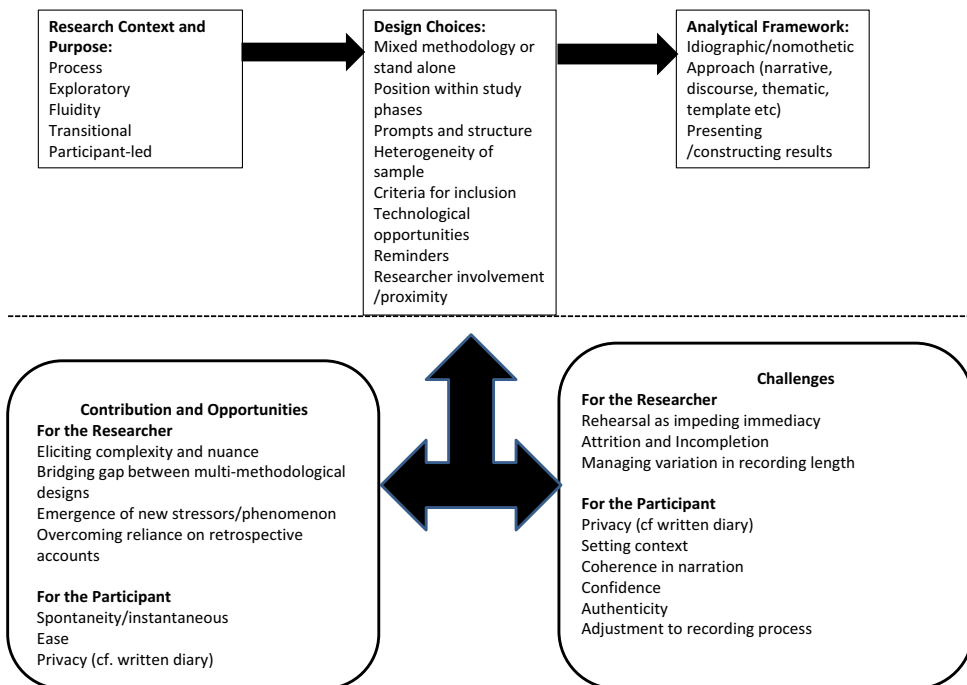 Research Context and
Purpose:
Process
Exploratory
Fluidity
Transitional
Participant-led
Design Choices:
Mixed methodology or
stand alone
Position within study
phases
Prompts and structure
Heterogeneity of
sample
Criteria for inclusion
Technological
opportunities
Reminders
Researcher involvement
/proximity
Analytical Framework:
Idiographic/nomothetic
Approach (narrative,
discourse, thematic,
template etc)
Presenting
/constructing results
Contribution and Opportunities
For the Researcher
Eliciting complexity and nuance
Bridging gap between multi-methodological
designs
Emergence of new stressors/phenomenon
Overcoming reliance on retrospective
accounts
For the Participant
Spontaneity/instantaneous
Ease
Privacy (cf. written diary)
Challenges
For the Researcher
Rehearsal as impeding immediacy
Attrition and Incompletion
Managing variation in recording length
For the Participant
Privacy (cf written diary)
Setting context
Coherence in narration
Confidence
Authenticity
Adjustment to recording process